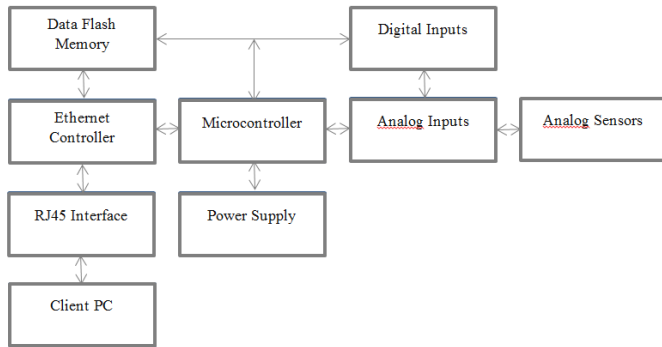 Data Flash
Memory
Digital Inputs
Ethernet
Controller
Microcontroller
Analog Inputs
Analog Sensors
RJ45 Interface
Power Supply
Client PC